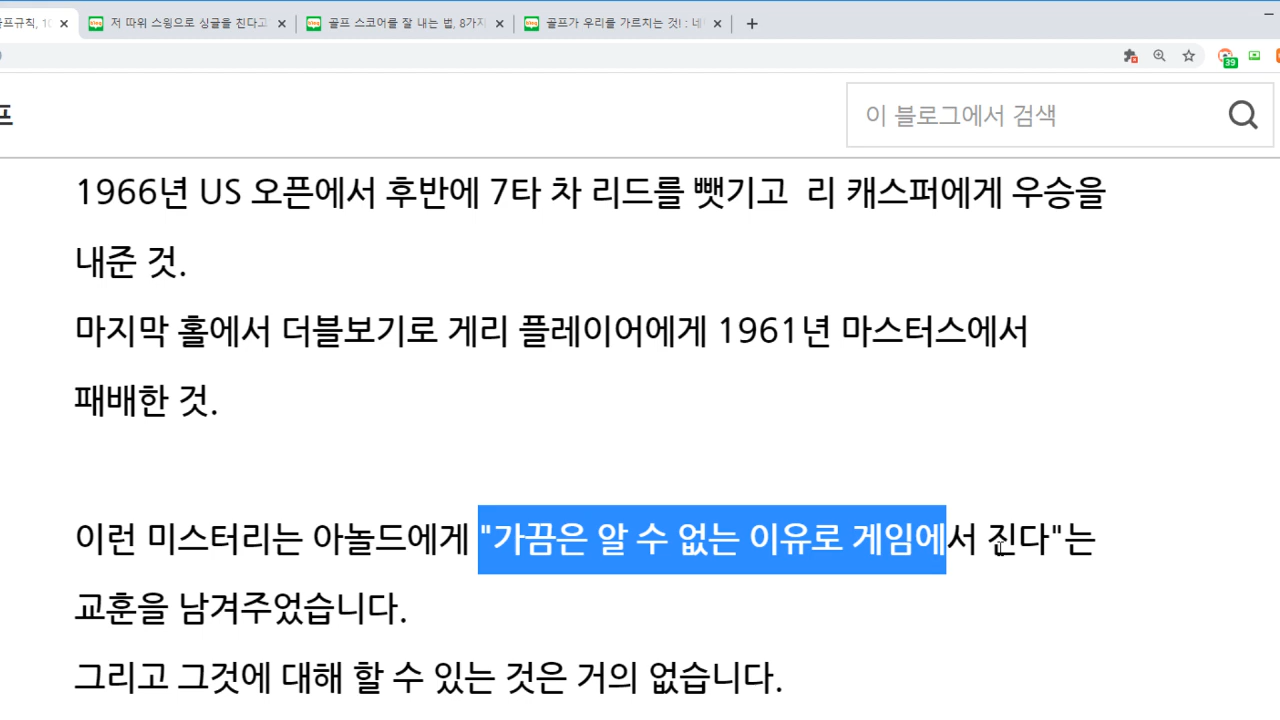 프규칙, 10
저 따위 스윙으로 싱글을 친다고
골프 스코어를 잘 내는 법, 8가지
골프가 우리를 가르치는 것! : 네이
39
프
이 블로그에서 검색
1966년 US 오픈에서 후반에 7타 차 리드를 뺏기고 리 캐스퍼에게 우승을
내준 것.
마지막 홀에서 더블보기로 게리 플레이어에게 1961년 마스터스에서
패배한 것.
이런 미스터리는 아놀드에게 "가끔은 알 수 없는 이유로 게임에서 진다"는
교훈을 남겨주었습니다.
그리고 그것에 대해 할 수 있는 것은 거의 없습니다.